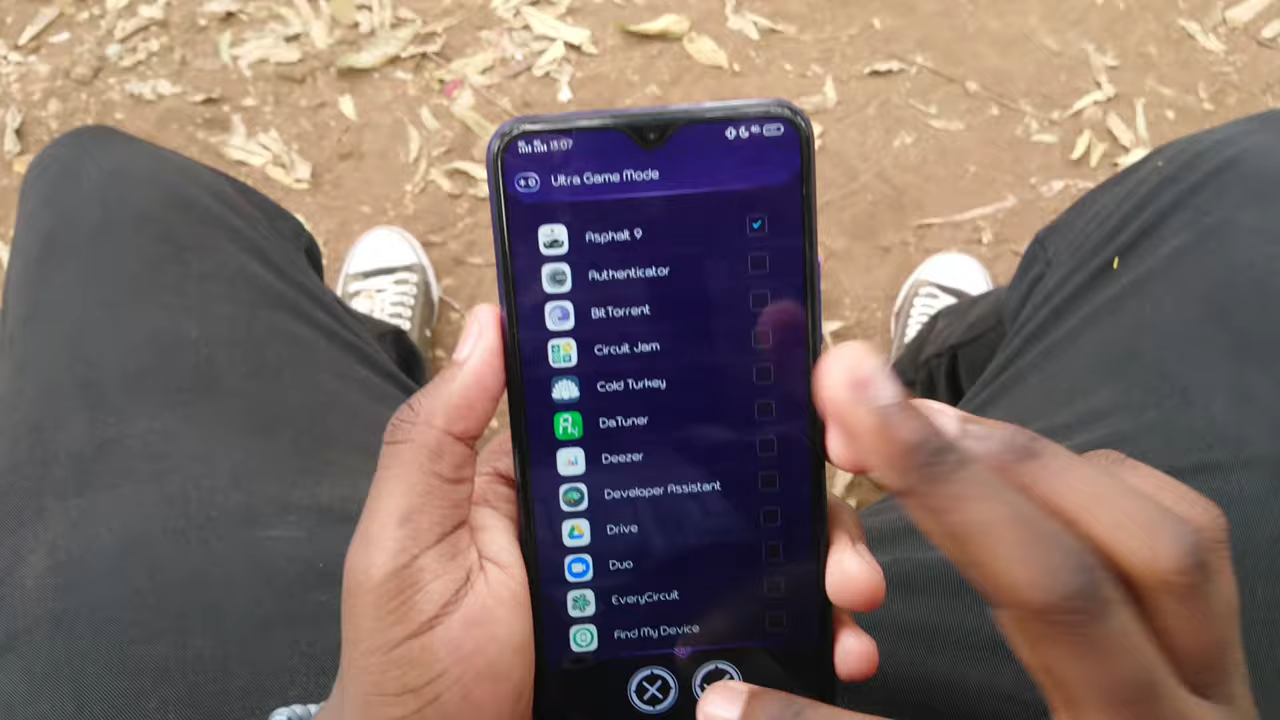 15:07
Ultra Game Mode
Asphalt 9
Authenticator
BitTorrent
Circuit Jam
Cold Turkey
DaTuner
Deezer
Developer Assistant
Drive
Duo
EveryCircuit
Find My Device